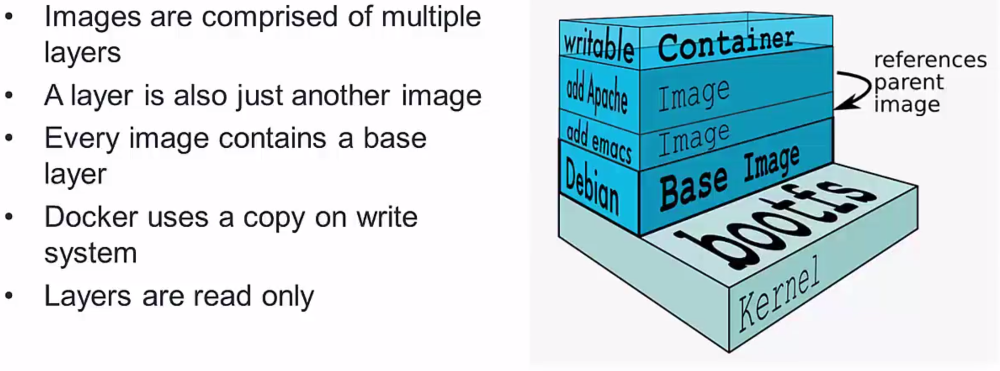 • Images are comprised of multiple
layers
• A layer is also just another image
• Every image contains a base
layer
• Docker uses a copy on write
system
• Layers are read only
writable Container
add Apache Image
add emacs Image
Debian Base Image
bootfs
Kernel
references
parent
image